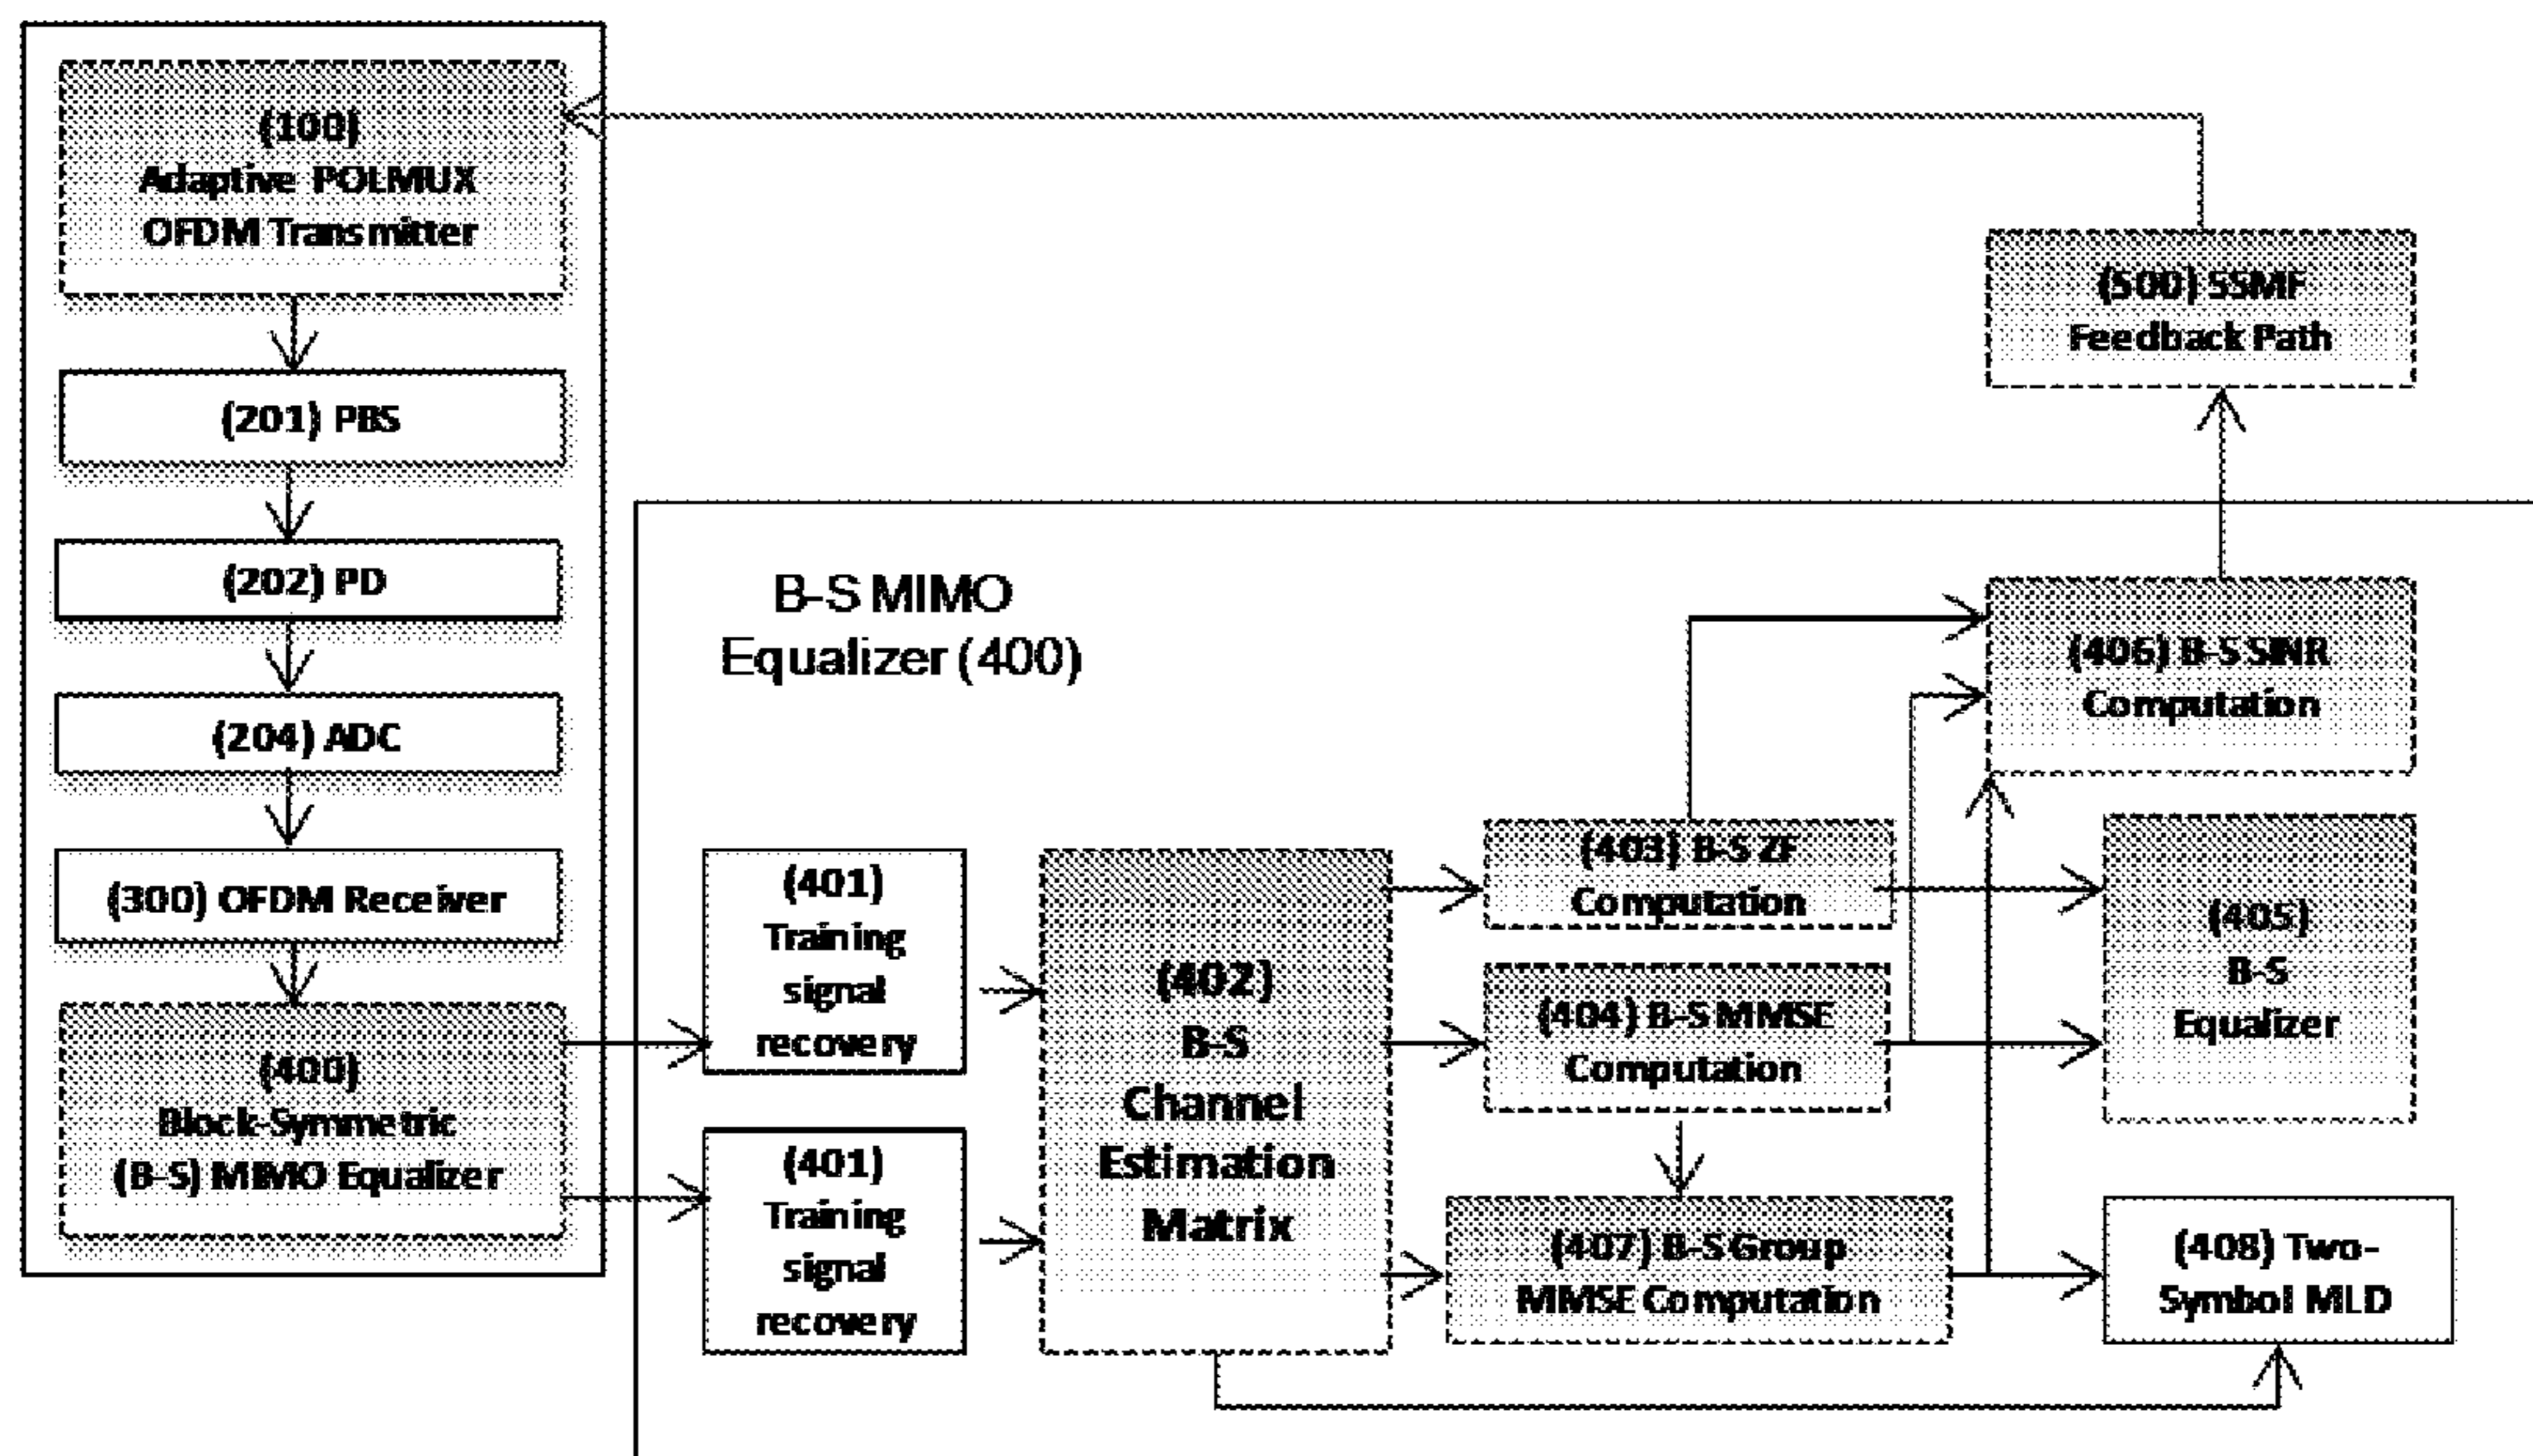 (100)
Adaptive POLMUX
OFDM Transmitter
(201) PBS
(202) PD
(204) ADC
(300) OFDM Receiver
(400)
Block-Symmetric
(B-S) MIMO Equalizer
B-S MIMO
Equalizer (400)
(401)
Training
signal
recovery
(401)
Training
signal
recovery
(402)
B-S
Channel
Estimation
Matrix
(403) B-S ZF
Computation
(404) B-S MMSE
Computation
(407) B-S Group
MMSE Computation
(500) SSMF
Feedback Path
(406) B-S SINR
Computation
(405)
B-S
Equalizer
(408) Two-
Symbol MLD